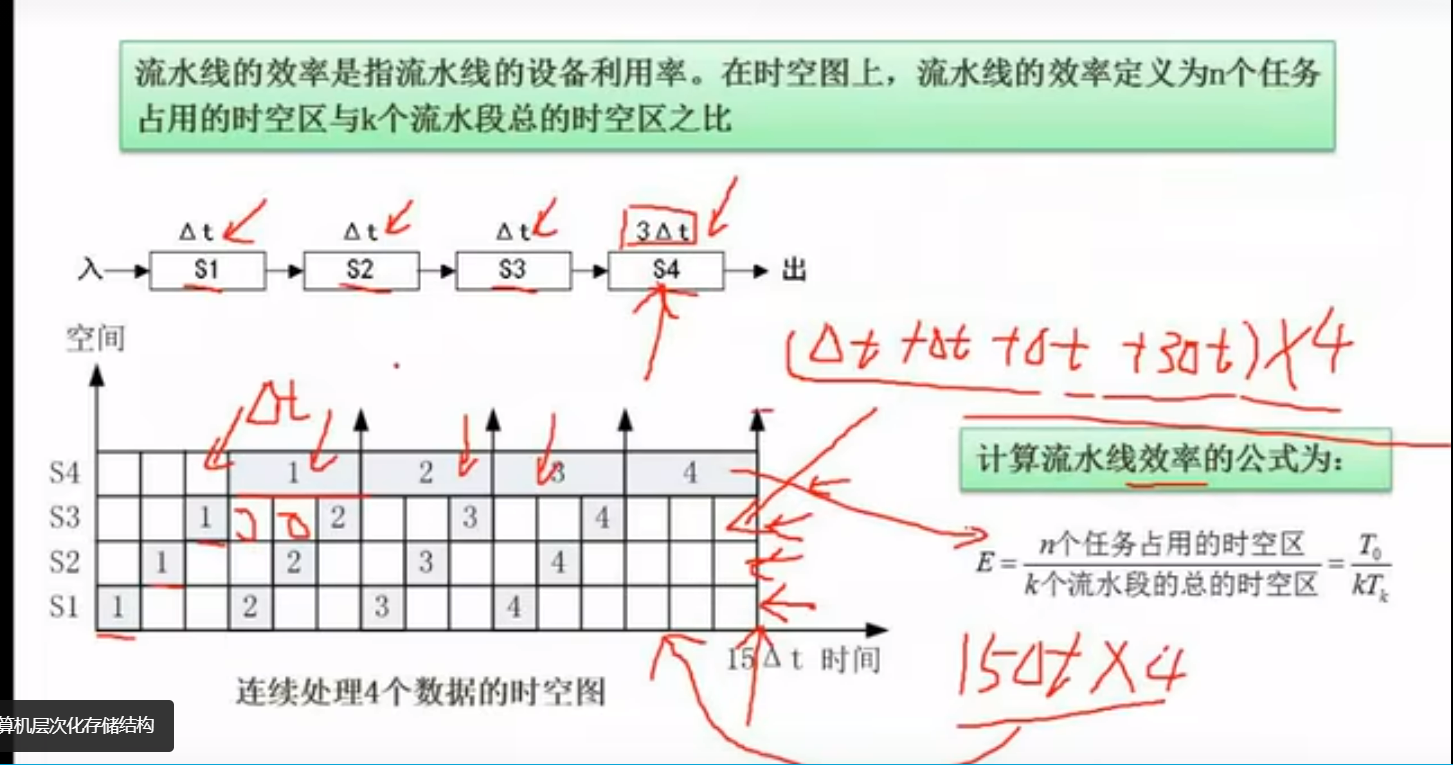 流水线的效率是指流水线的设备利用率。在时空图上，流水线的效率定义为n个任务
占用的时空区与k个流水段总的时空区之比
Δt Δt Δt 3Δt
入 S1 S2 S3 S4 出
空间
(Δt +Δt +Δt +3Δt)×4
Δt
计算流水线效率的公式为：
S4 1 2 3 4
S3 1 2 3 4
S2 1 2 3 4
S1 1 2 3 4
E = n个任务占用的时空区 / k个流水段的总的时空区 = T₀ / kTₖ
15Δt 时间
15Δt×4
连续处理4个数据的时空图
算机层次化存储结构